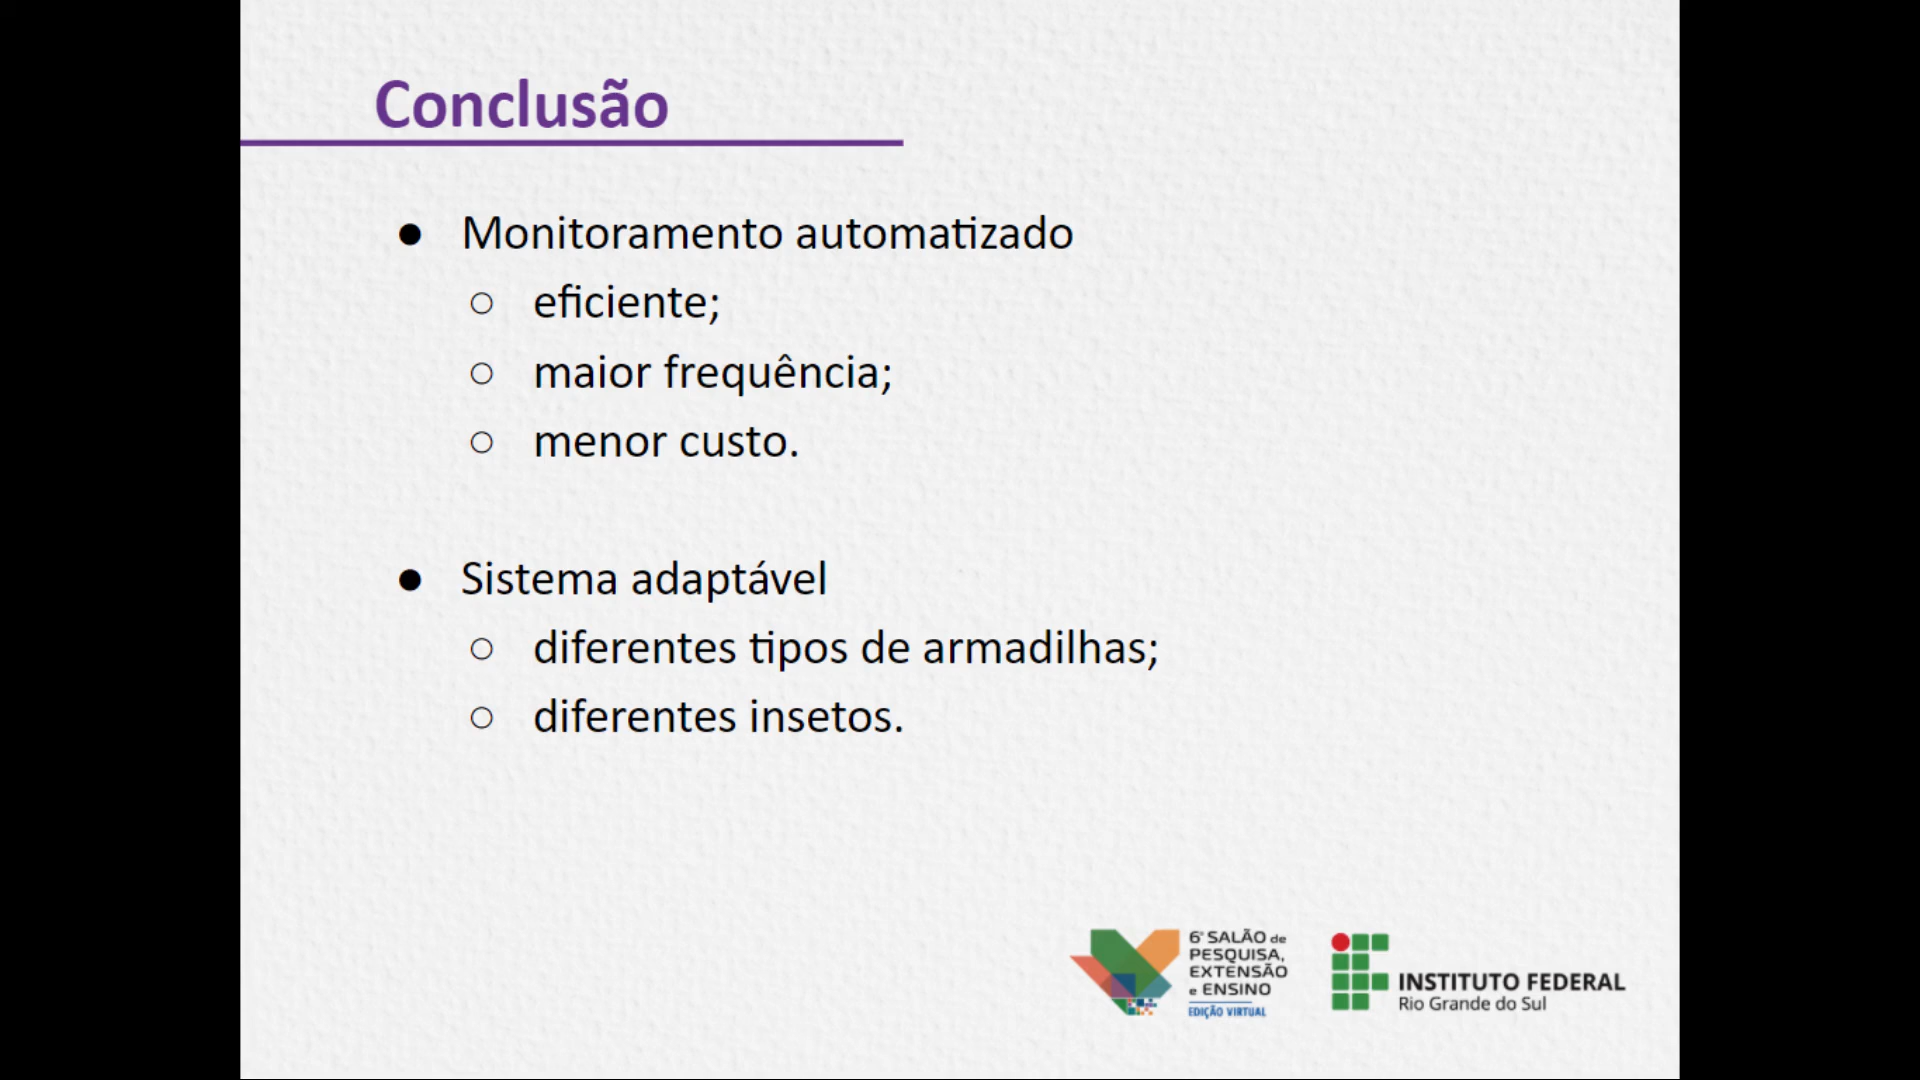 Conclusão
● Monitoramento automatizado
○ eficiente;
○ maior frequência;
○ menor custo.
● Sistema adaptável
○ diferentes tipos de armadilhas;
○ diferentes insetos.
6° SALÃO de
PESQUISA,
EXTENSÃO
e ENSINO
EDIÇÃO VIRTUAL
INSTITUTO FEDERAL
Rio Grande do Sul